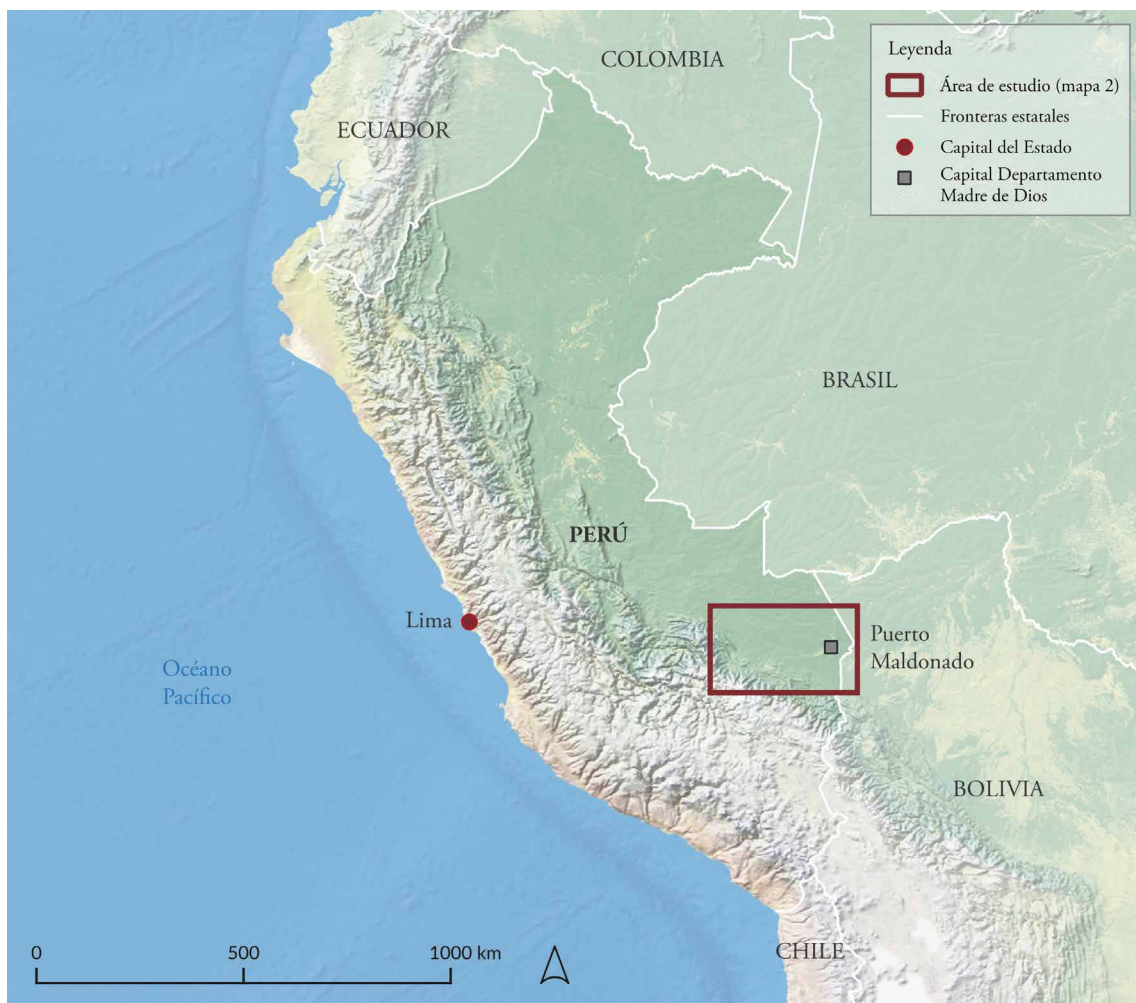 COLOMBIA
ECUADOR
Leyenda
Área de estudio (mapa 2)
Fronteras estatales
Capital del Estado
Capital Departamento
Madre de Dios
BRASIL
PERÚ
Lima
Puerto
Maldonado
Océano
Pacífico
BOLIVIA
CHILE
0 500 1000 km